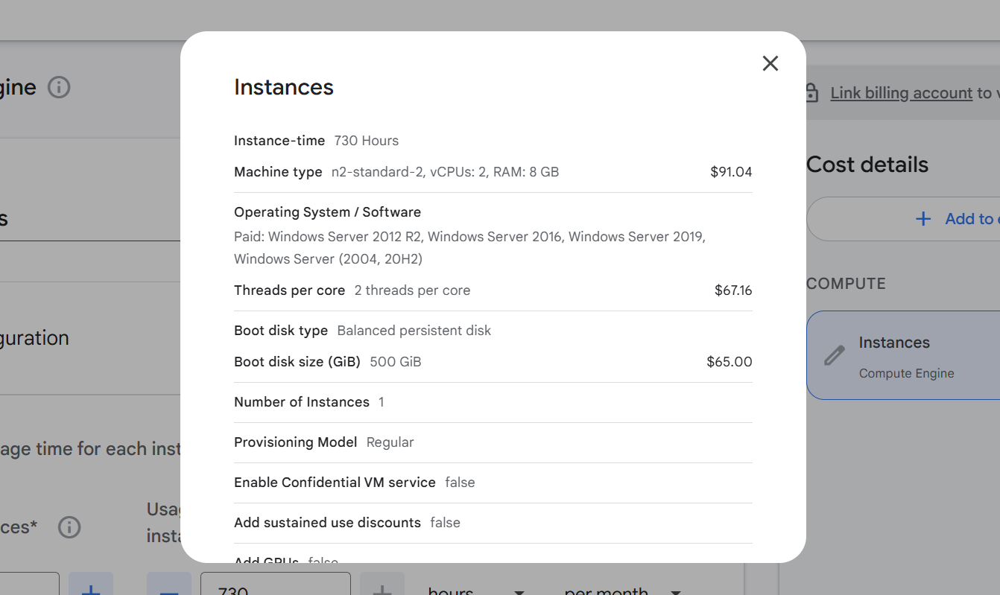 Instances
Instance-time 730 Hours
Machine type n2-standard-2, vCPUs: 2, RAM: 8 GB $91.04
Operating System / Software
Paid: Windows Server 2012 R2, Windows Server 2016, Windows Server 2019,
Windows Server (2004, 20H2)
Threads per core 2 threads per core $67.16
Boot disk type Balanced persistent disk
Boot disk size (GiB) 500 GiB $65.00
Number of Instances 1
Provisioning Model Regular
Enable Confidential VM service false
Add sustained use discounts false
Add GPUs false
gine
s
guration
age time for each inst
ces*
Usag
insta
730
hours
per month
Link billing account to v
Cost details
+ Add to e
COMPUTE
Instances
Compute Engine